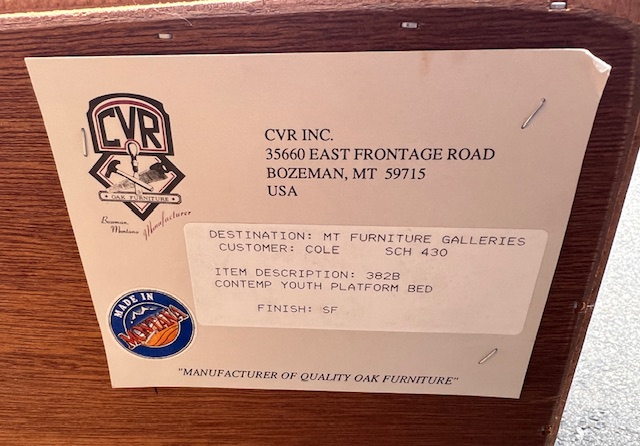 CVR
OAK FURNITURE
Bozeman,
Montana Manufacturer
CVR INC.
35660 EAST FRONTAGE ROAD
BOZEMAN, MT 59715
USA
DESTINATION: MT FURNITURE GALLERIES
CUSTOMER: COLE SCH 430
ITEM DESCRIPTION: 382B
CONTEMP YOUTH PLATFORM BED
FINISH: SF
MADE IN
MONTANA
"MANUFACTURER OF QUALITY OAK FURNITURE"